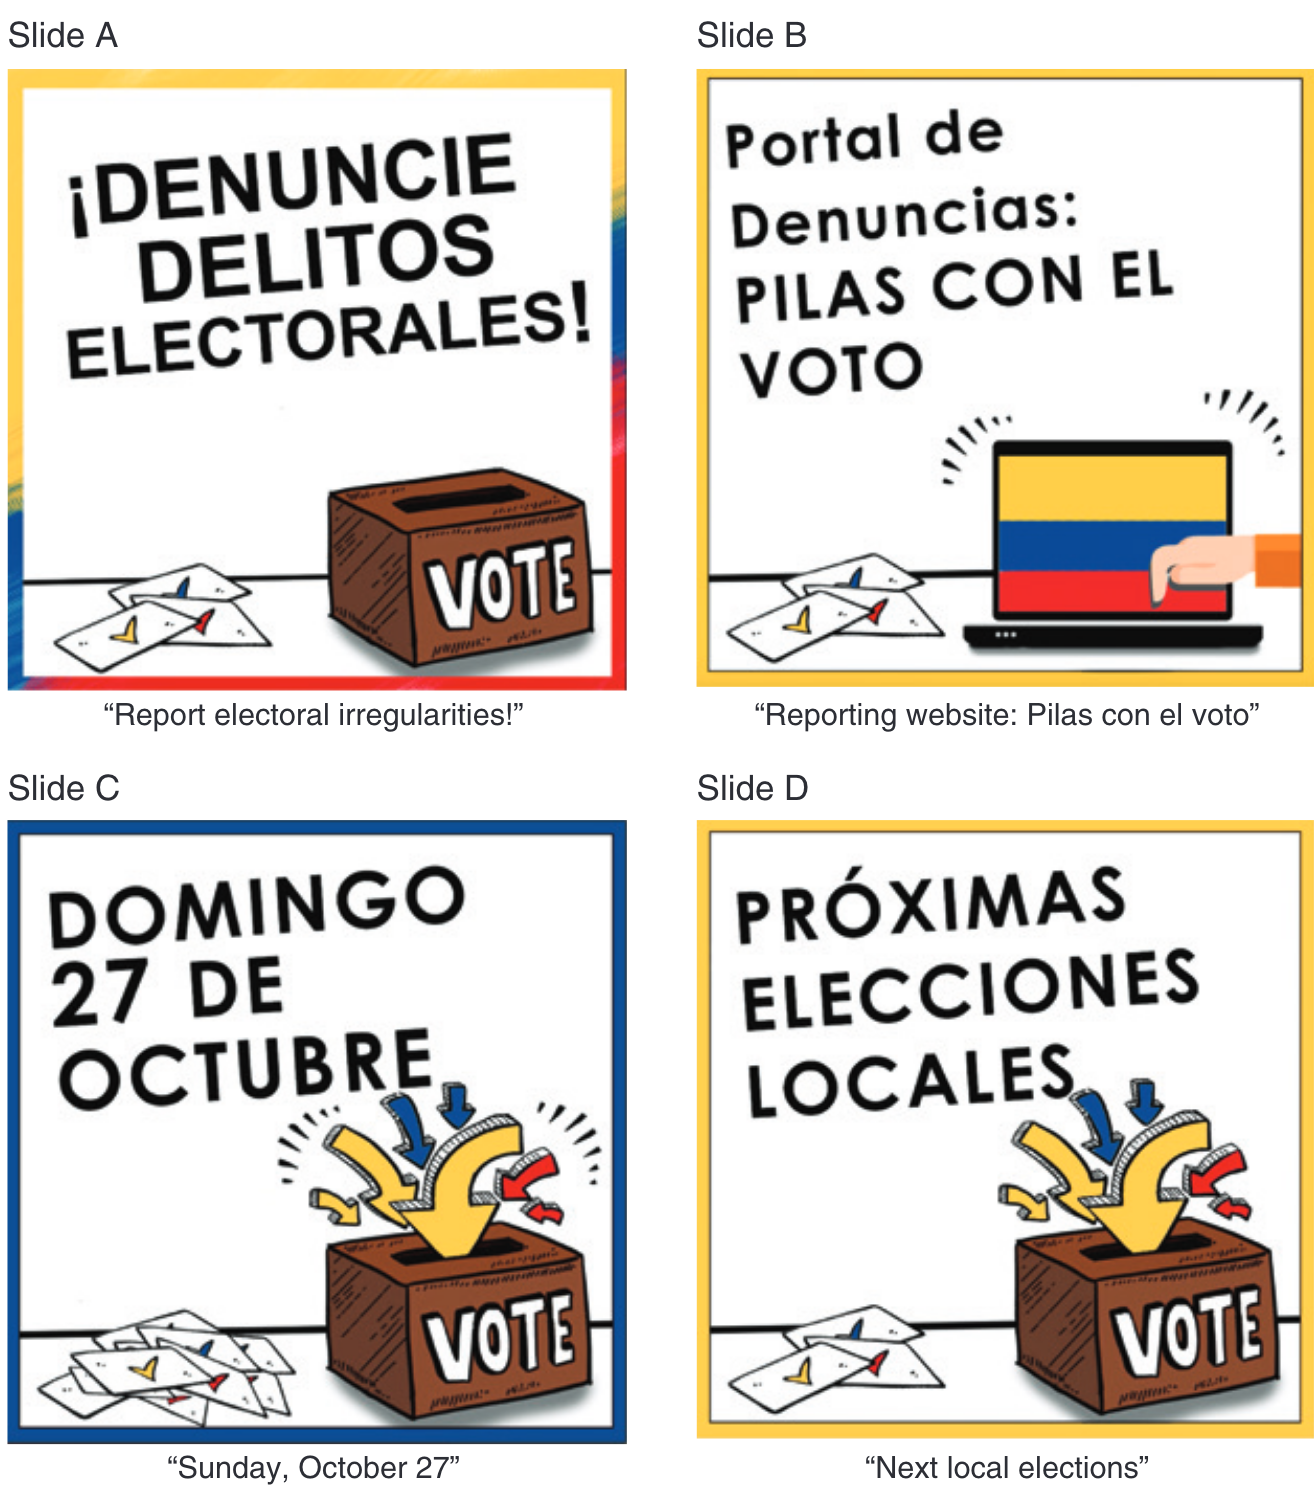 Slide A
¡DENUNCIE
DELITOS
ELECTORALES!
VOTE
“Report electoral irregularities!”
Slide B
Portal de
Denuncias:
PILAS CON EL
VOTO
“Reporting website: Pilas con el voto”
Slide C
DOMINGO
27 DE
OCTUBRE
VOTE
“Sunday, October 27”
Slide D
PRÓXIMAS
ELECCIONES
LOCALES
VOTE
“Next local elections”